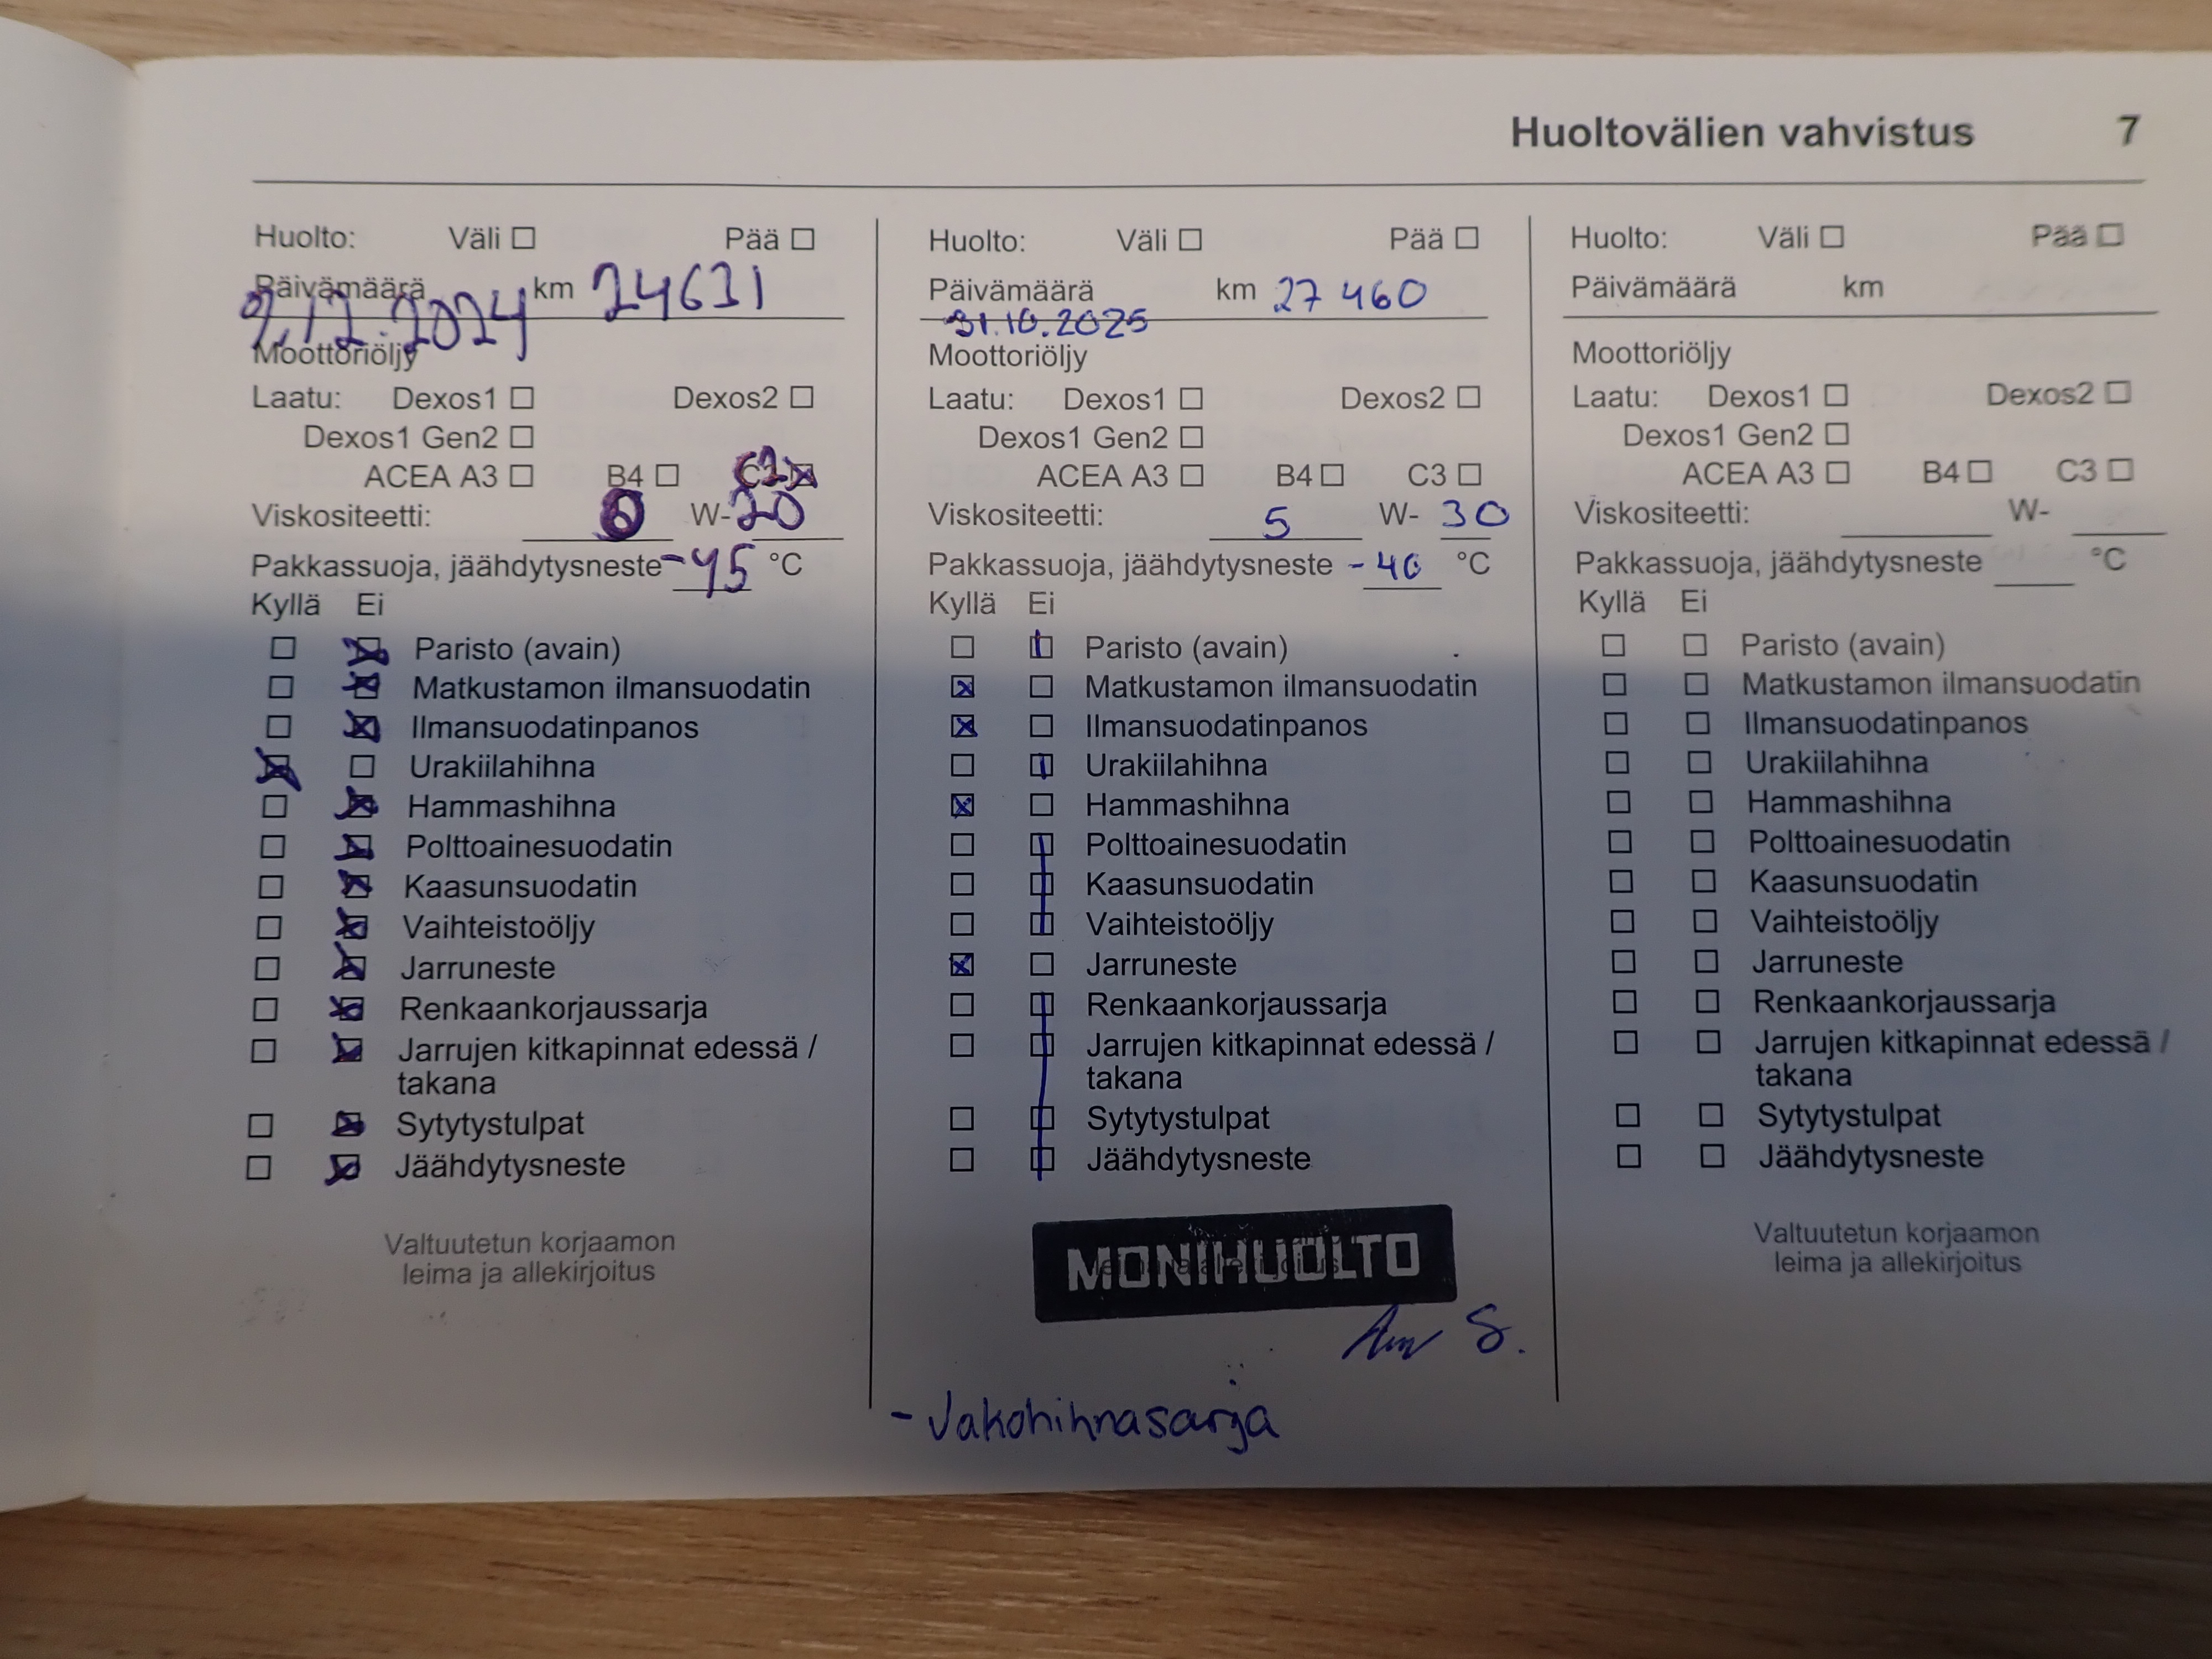 Huoltovälien vahvistus 7
Huolto: Väli Pää
Päivämäärä km 24631
9.12.2024
Moottoriöljy
Laatu: Dexos1 Dexos2
Dexos1 Gen2
ACEA A3 B4
Viskositeetti: 0 W-20
Pakkassuoja, jäähdytysneste -45 °C
Kyllä Ei
Paristo (avain)
Matkustamon ilmansuodatin
Ilmansuodatinpanos
Urakiilahihna
Hammashihna
Polttoainesuodatin
Kaasunsuodatin
Vaihteistoöljy
Jarruneste
Renkaankorjaussarja
Jarrujen kitkapinnat edessä /
takana
Sytytystulpat
Jäähdytysneste
Valtuutetun korjaamon
leima ja allekirjoitus
Huolto: Väli Pää
Päivämäärä km 27 460
31.10.2025
Moottoriöljy
Laatu: Dexos1 Dexos2
Dexos1 Gen2
ACEA A3 B4 C3
Viskositeetti: 5 W- 30
Pakkassuoja, jäähdytysneste -40 °C
Kyllä Ei
Paristo (avain)
Matkustamon ilmansuodatin
Ilmansuodatinpanos
Urakiilahihna
Hammashihna
Polttoainesuodatin
Kaasunsuodatin
Vaihteistoöljy
Jarruneste
Renkaankorjaussarja
Jarrujen kitkapinnat edessä /
takana
Sytytystulpat
Jäähdytysneste
MONIHUOLTO
S.
- Jakohihnasarja
Huolto: Väli Pää
Päivämäärä km
Moottoriöljy
Laatu: Dexos1 Dexos2
Dexos1 Gen2
ACEA A3 B4 C3
Viskositeetti: W-
Pakkassuoja, jäähdytysneste °C
Kyllä Ei
Paristo (avain)
Matkustamon ilmansuodatin
Ilmansuodatinpanos
Urakiilahihna
Hammashihna
Polttoainesuodatin
Kaasunsuodatin
Vaihteistoöljy
Jarruneste
Renkaankorjaussarja
Jarrujen kitkapinnat edessä /
takana
Sytytystulpat
Jäähdytysneste
Valtuutetun korjaamon
leima ja allekirjoitus